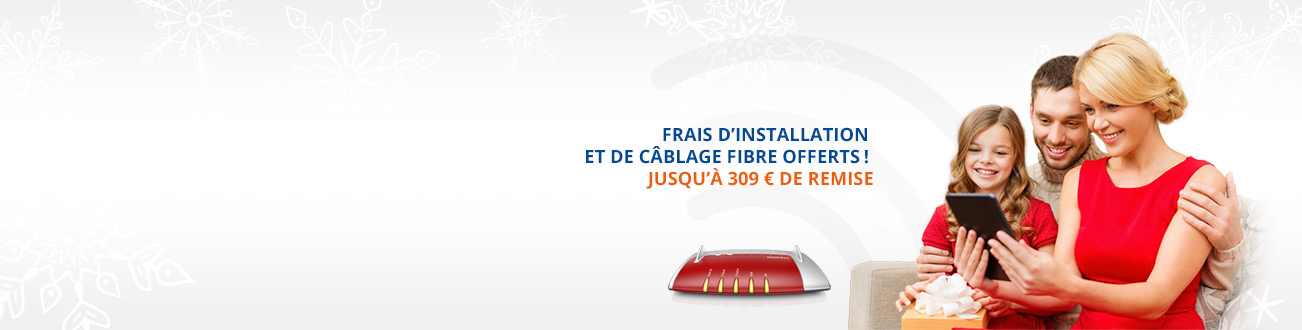 FRAIS D’INSTALLATION
ET DE CÂBLAGE FIBRE OFFERTS !
JUSQU’À 309 € DE REMISE